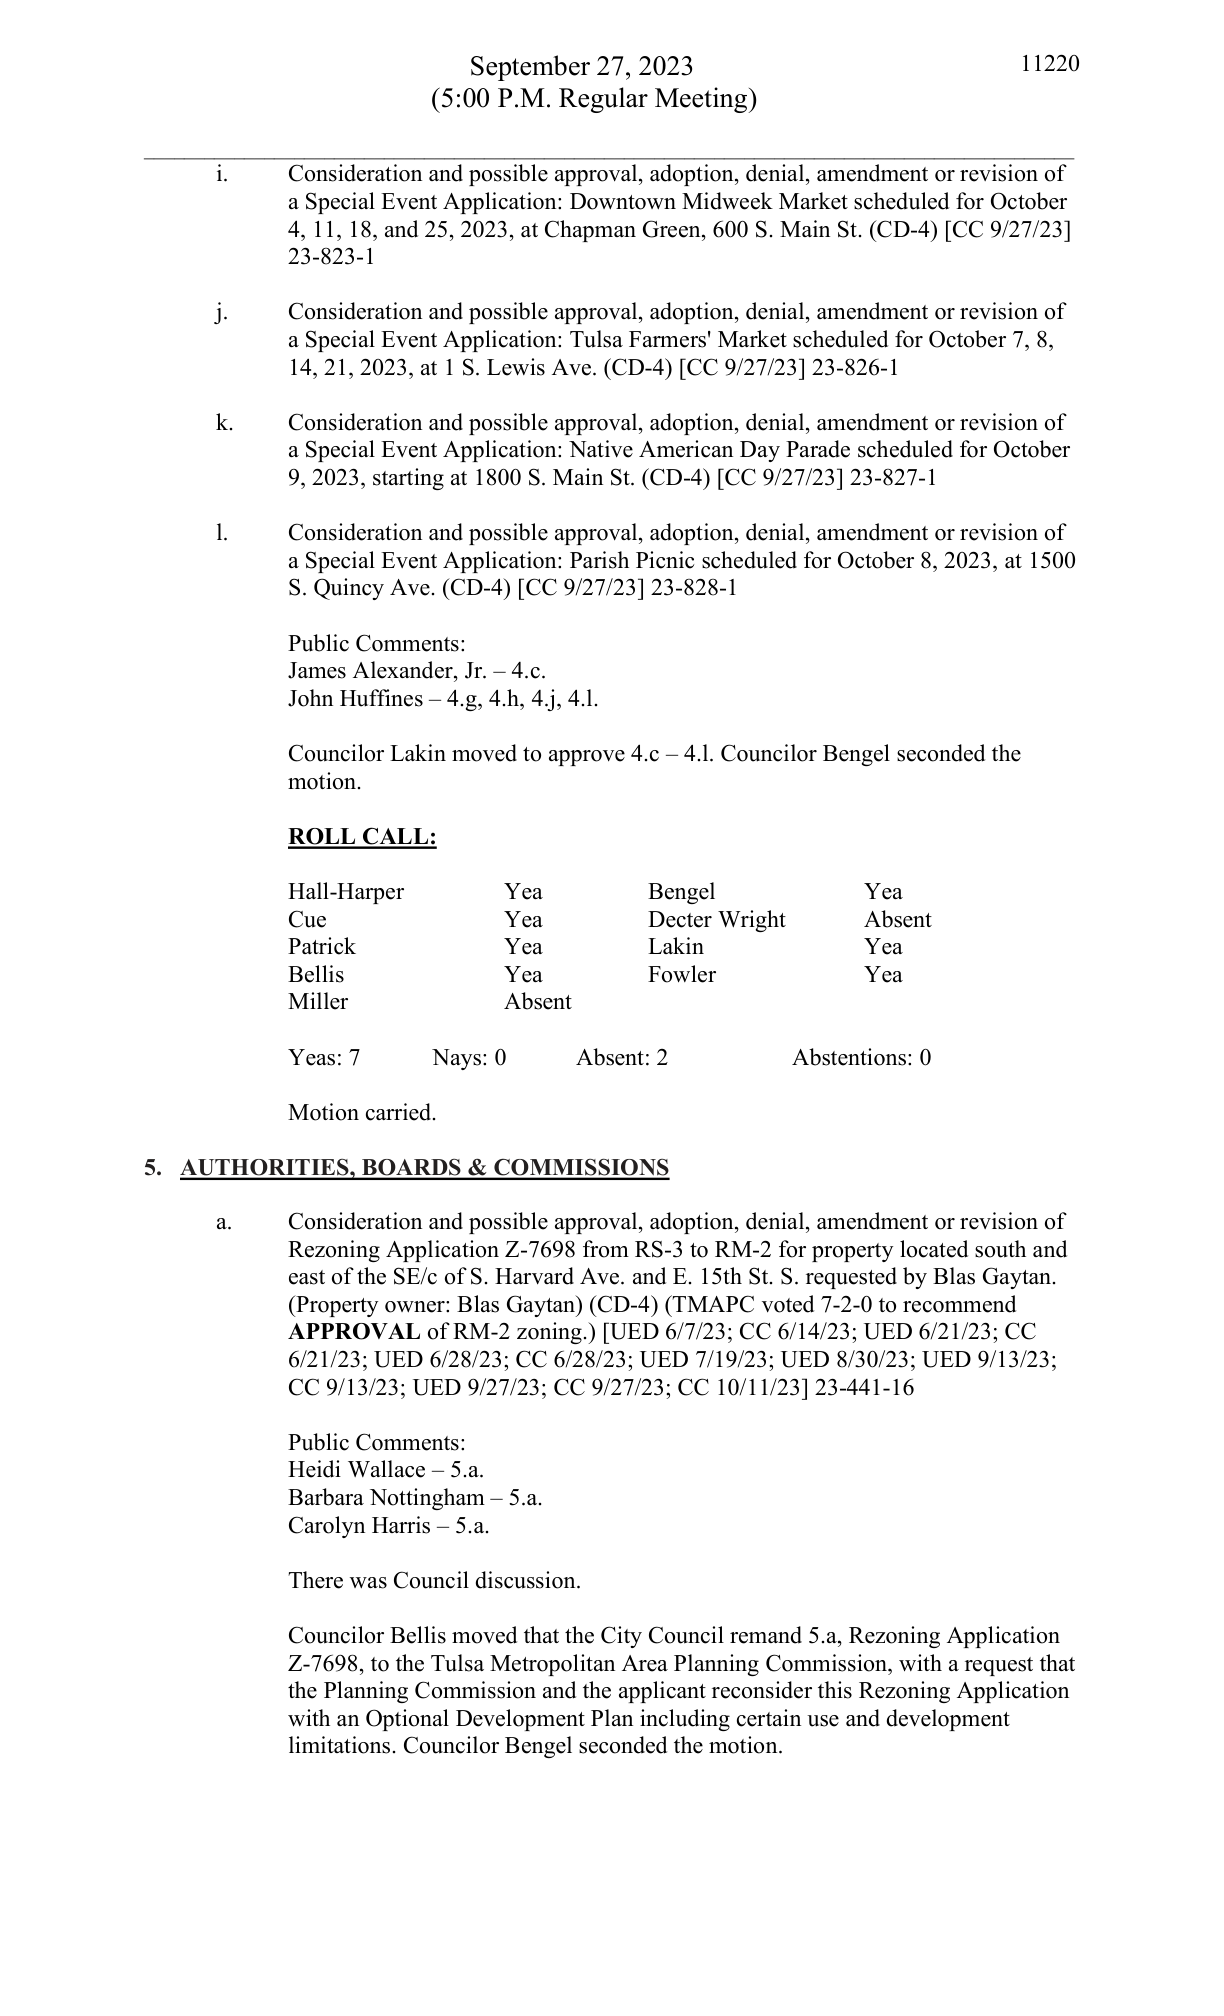 September 27, 2023
11220
(5:00 P.M. Regular Meeting)
i. Consideration and possible approval, adoption, denial, amendment or revision of
a Special Event Application: Downtown Midweek Market scheduled for October
4, 11, 18, and 25, 2023, at Chapman Green, 600 S. Main St. (CD-4) [CC 9/27/23]
23-823-1
j. Consideration and possible approval, adoption, denial, amendment or revision of
a Special Event Application: Tulsa Farmers' Market scheduled for October 7, 8,
14, 21, 2023, at 1 S. Lewis Ave. (CD-4) [CC 9/27/23] 23-826-1
k. Consideration and possible approval, adoption, denial, amendment or revision of
a Special Event Application: Native American Day Parade scheduled for October
9, 2023, starting at 1800 S. Main St. (CD-4) [CC 9/27/23] 23-827-1
l. Consideration and possible approval, adoption, denial, amendment or revision of
a Special Event Application: Parish Picnic scheduled for October 8, 2023, at 1500
S. Quincy Ave. (CD-4) [CC 9/27/23] 23-828-1
Public Comments:
James Alexander, Jr. – 4.c.
John Huffines – 4.g, 4.h, 4.j, 4.l.
Councilor Lakin moved to approve 4.c – 4.l. Councilor Bengel seconded the
motion.
ROLL CALL:
Hall-Harper Yea Bengel Yea
Cue Yea Decter Wright Absent
Patrick Yea Lakin Yea
Bellis Yea Fowler Yea
Miller Absent
Yeas: 7 Nays: 0 Absent: 2 Abstentions: 0
Motion carried.
5. AUTHORITIES, BOARDS & COMMISSIONS
a. Consideration and possible approval, adoption, denial, amendment or revision of
Rezoning Application Z-7698 from RS-3 to RM-2 for property located south and
east of the SE/c of S. Harvard Ave. and E. 15th St. S. requested by Blas Gaytan.
(Property owner: Blas Gaytan) (CD-4) (TMAPC voted 7-2-0 to recommend
APPROVAL of RM-2 zoning.) [UED 6/7/23; CC 6/14/23; UED 6/21/23; CC
6/21/23; UED 6/28/23; CC 6/28/23; UED 7/19/23; UED 8/30/23; UED 9/13/23;
CC 9/13/23; UED 9/27/23; CC 9/27/23; CC 10/11/23] 23-441-16
Public Comments:
Heidi Wallace – 5.a.
Barbara Nottingham – 5.a.
Carolyn Harris – 5.a.
There was Council discussion.
Councilor Bellis moved that the City Council remand 5.a, Rezoning Application
Z-7698, to the Tulsa Metropolitan Area Planning Commission, with a request that
the Planning Commission and the applicant reconsider this Rezoning Application
with an Optional Development Plan including certain use and development
limitations. Councilor Bengel seconded the motion.